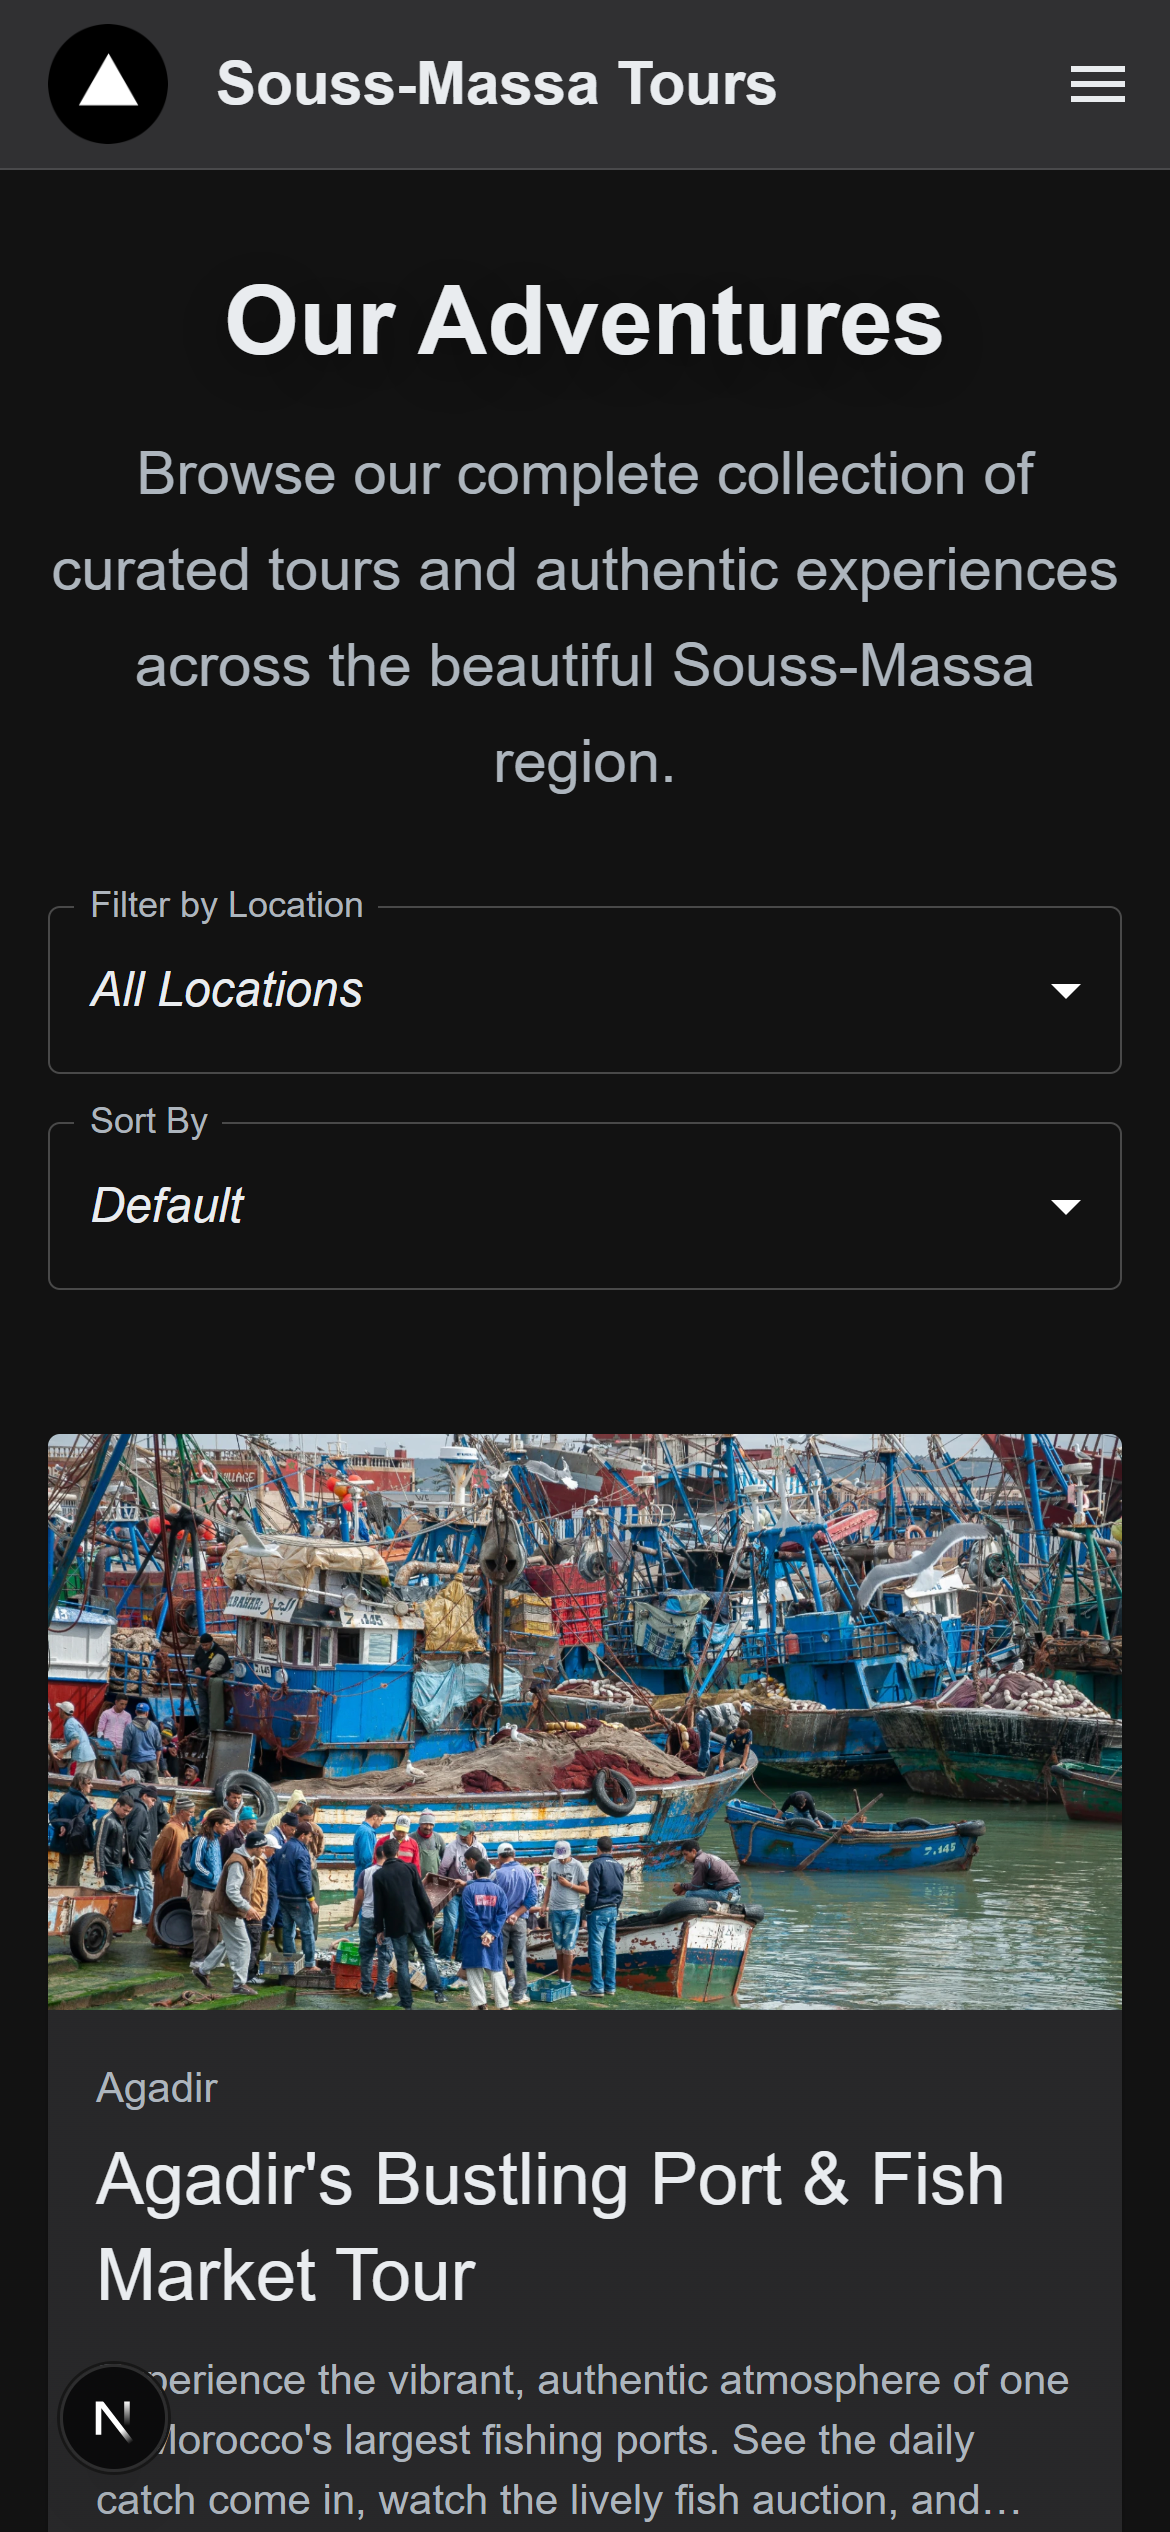 Souss-Massa Tours
Our Adventures
Browse our complete collection of
curated tours and authentic experiences
across the beautiful Souss-Massa
region.
Filter by Location
All Locations
Sort By
Default
7.145
Agadir
Agadir's Bustling Port & Fish
Market Tour
perience the vibrant, authentic atmosphere of one
Morocco's largest fishing ports. See the daily
catch come in, watch the lively fish auction, and…